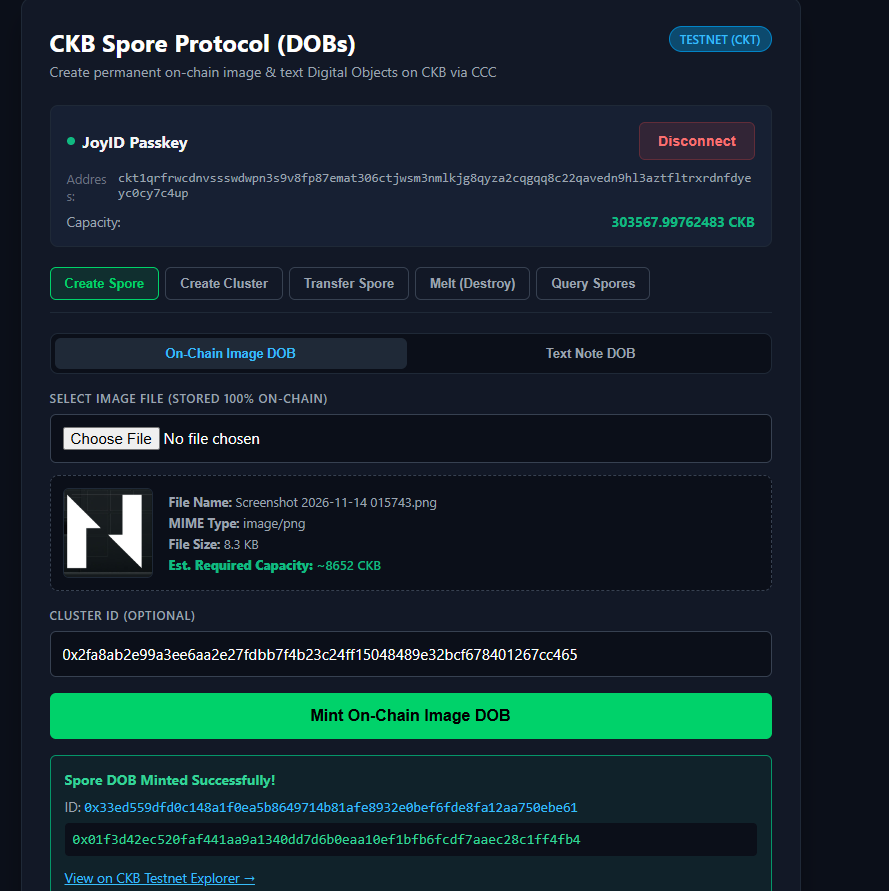 CKB Spore Protocol (DOBs)
TESTNET (CKT)
Create permanent on-chain image & text Digital Objects on CKB via CCC
JoyID Passkey
Disconnect
Addres
s:
ckt1qrfrwcdnvssswdwpn3s9v8fp87emat306ctjwsm3nmlkjg8qyza2cqgqq8c22qavedn9hl3aztfltrxrdnfdye
yc0cy7c4up
Capacity:
303567.99762483 CKB
Create Spore
Create Cluster
Transfer Spore
Melt (Destroy)
Query Spores
On-Chain Image DOB
Text Note DOB
SELECT IMAGE FILE (STORED 100% ON-CHAIN)
Choose File No file chosen
File Name: Screenshot 2026-11-14 015743.png
MIME Type: image/png
File Size: 8.3 KB
Est. Required Capacity: ~8652 CKB
CLUSTER ID (OPTIONAL)
0x2fa8ab2e99a3ee6aa2e27fdbb7f4b23c24ff15048489e32bcf678401267cc465
Mint On-Chain Image DOB
Spore DOB Minted Successfully!
ID: 0x33ed559dfd0c148a1f0ea5b8649714b81afe8932e0bef6fde8fa12aa750ebe61
0x01f3d42ec520faf441aa9a1340dd7d6b0eaa10ef1bfb6fcdf7aaec28c1ff4fb4
View on CKB Testnet Explorer →